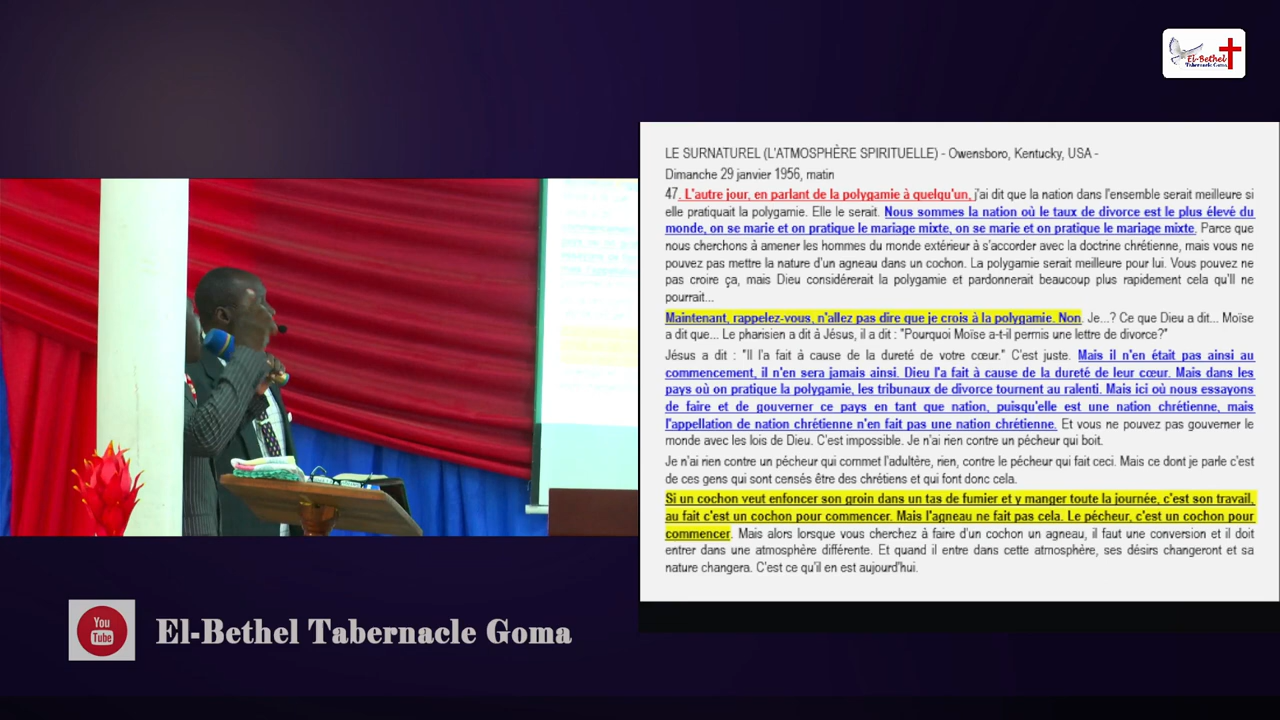 El-Bethel
Tabernacle Goma
LE SURNATUREL (L'ATMOSPHÈRE SPIRITUELLE) - Owensboro, Kentucky, USA -
Dimanche 29 janvier 1956, matin
47. L'autre jour, en parlant de la polygamie à quelqu'un, j'ai dit que la nation dans l'ensemble serait meilleure si
elle pratiquait la polygamie. Elle le serait. Nous sommes la nation où le taux de divorce est le plus élevé du
monde, on se marie et on pratique le mariage mixte, on se marie et on pratique le mariage mixte. Parce que
nous cherchons à amener les hommes du monde extérieur à s'accorder avec la doctrine chrétienne, mais vous ne
pouvez pas mettre la nature d'un agneau dans un cochon. La polygamie serait meilleure pour lui. Vous pouvez ne
pas croire ça, mais Dieu considérerait la polygamie et pardonnerait beaucoup plus rapidement cela qu'Il ne
pourrait...
Maintenant, rappelez-vous, n'allez pas dire que je crois à la polygamie. Non. Je...? Ce que Dieu a dit... Moïse
a dit que... Le pharisien a dit à Jésus, il a dit : "Pourquoi Moïse a-t-il permis une lettre de divorce?"
Jésus a dit : "Il l'a fait à cause de la dureté de votre cœur." C'est juste. Mais il n'en était pas ainsi au
commencement, il n'en sera jamais ainsi. Dieu l'a fait à cause de la dureté de leur cœur. Mais dans les
pays où on pratique la polygamie, les tribunaux de divorce tournent au ralenti. Mais ici où nous essayons
de faire et de gouverner ce pays en tant que nation, puisqu'elle est une nation chrétienne, mais
l'appellation de nation chrétienne n'en fait pas une nation chrétienne. Et vous ne pouvez pas gouverner le
monde avec les lois de Dieu. C'est impossible. Je n'ai rien contre un pécheur qui boit.
Je n'ai rien contre un pécheur qui commet l'adultère, rien, contre le pécheur qui fait ceci. Mais ce dont je parle c'est
de ces gens qui sont censés être des chrétiens et qui font donc cela.
Si un cochon veut enfoncer son groin dans un tas de fumier et y manger toute la journée, c'est son travail,
au fait c'est un cochon pour commencer. Mais l'agneau ne fait pas cela. Le pécheur, c'est un cochon pour
commencer. Mais alors lorsque vous cherchez à faire d'un cochon un agneau, il faut une conversion et il doit
entrer dans une atmosphère différente. Et quand il entre dans cette atmosphère, ses désirs changeront et sa
nature changera. C'est ce qu'il en est aujourd'hui.
You
Tube
El-Bethel Tabernacle Goma